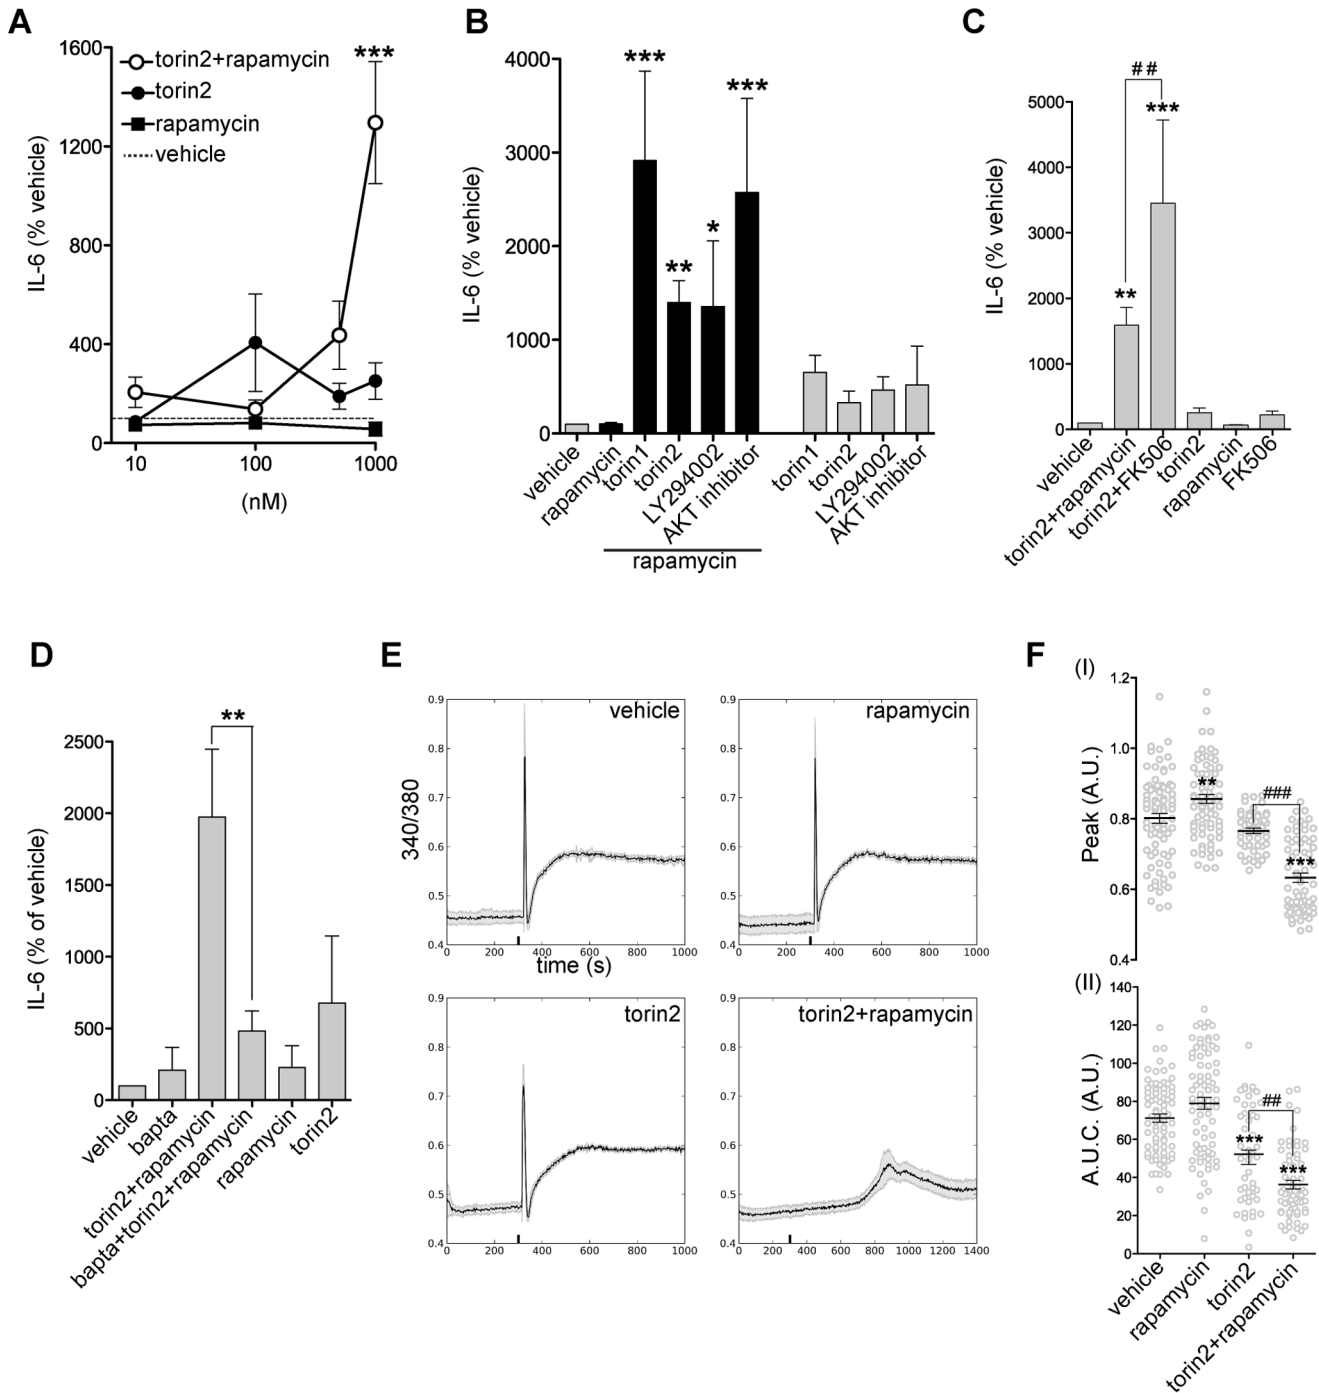 A
IL-6 (% vehicle)
1600
1200
800
400
0
10
100
1000
(nM)
torin2+rapamycin
torin2
rapamycin
vehicle
***
B
IL-6 (% vehicle)
4000
3000
2000
1000
0
***
**
*
***
vehicle
rapamycin
torin1
torin2
LY294002
AKT inhibitor
rapamycin
torin1
torin2
LY294002
AKT inhibitor
C
IL-6 (% vehicle)
5000
4000
3000
2000
1000
0
##
**
***
vehicle
torin2+rapamycin
torin2+FK506
torin2
rapamycin
FK506
D
IL-6 (% of vehicle)
2500
2000
1500
1000
500
0
**
vehicle
bapta
torin2+rapamycin
bapta+torin2+rapamycin
rapamycin
torin2
E
340/380
vehicle
0.9
0.8
0.7
0.6
0.5
0.4
0 200 400 600 800 1000
time (s)
rapamycin
0.9
0.8
0.7
0.6
0.5
0.4
0 200 400 600 800 1000
torin2
0.9
0.8
0.7
0.6
0.5
0.4
0 200 400 600 800 1000
torin2+rapamycin
0.9
0.8
0.7
0.6
0.5
0.4
0 200 400 600 800 1000 1200 1400
F
(I)
Peak (A.U.)
1.2
1.0
0.8
0.6
0.4
**
###
***
(II)
A.U.C. (A.U.)
140
120
100
80
60
40
20
0
***
##
***
vehicle
rapamycin
torin2
torin2+rapamycin